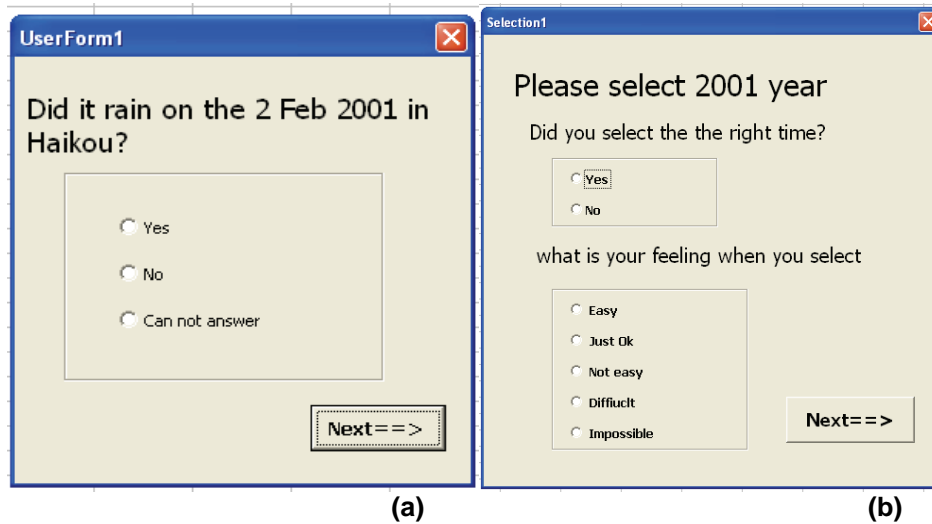 UserForm1
Did it rain on the 2 Feb 2001 in
Haikou?
Yes
No
Can not answer
Next==>
(a)
Selection1
Please select 2001 year
Did you select the the right time?
Yes
No
what is your feeling when you select
Easy
Just Ok
Not easy
Diffiuclt
Impossible
Next==>
(b)